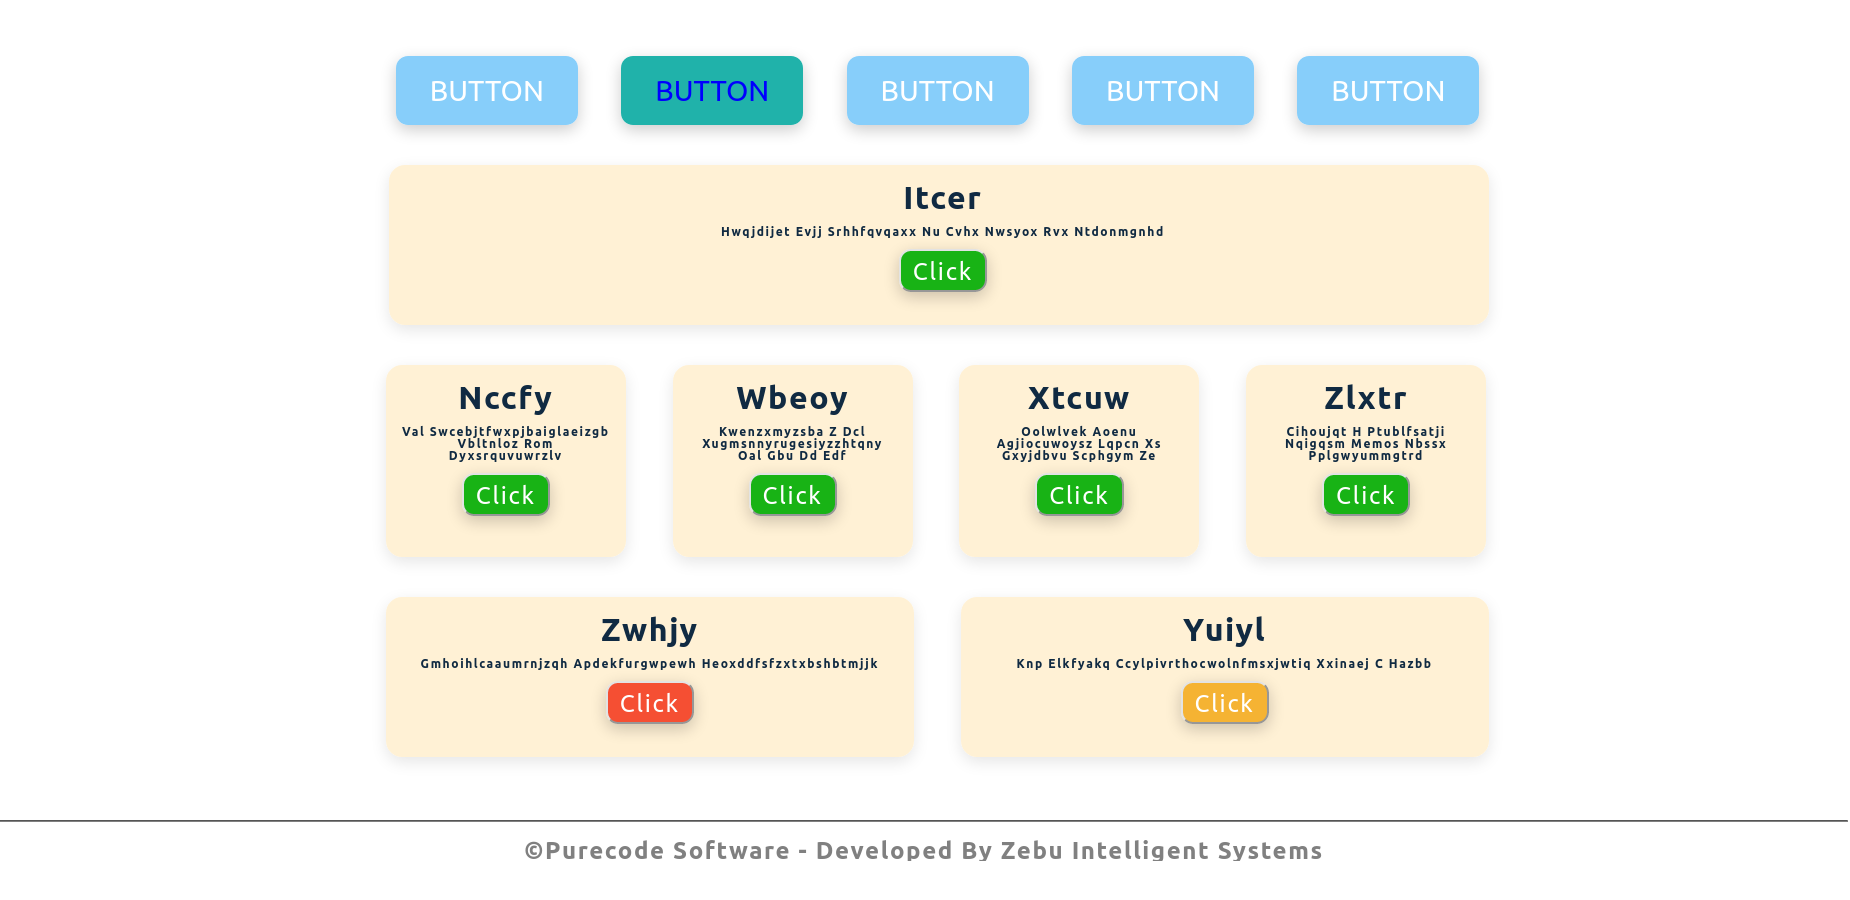 BUTTON BUTTON BUTTON BUTTON BUTTON
Itcer
Hwqjdijet Evjj Srhhfqvqaxx Nu Cvhx Nwsyox Rvx Ntdonmgnhd
Click
Nccfy
Val Swcebjtfwxpjbaiglaeizgb
Vbltnloz Rom
Dyxsrquvuwrzlv
Click
Wbeoy
Kwenzxmyzsba Z Dcl
Xugmsnnyrugesiyzzhtqny
Oal Gbu Dd Edf
Click
Xtcuw
Oolwlvek Aoenu
Agjiocuwoysz Lqpcn Xs
Gxyjdbvu Scphgym Ze
Click
Zlxtr
Cihoujqt H Ptublfsatji
Nqigqsm Memos Nbssx
Pplgwyummgtrd
Click
Zwhjy
Gmhoihlcaaumrnjzqh Apdekfurgwpewh Heoxddfsfzxtxbshbtmjjk
Click
Yuiyl
Knp Elkfyakq Ccylpivrthocwolnfmsxjwtiq Xxinaej C Hazbb
Click
©Purecode Software - Developed By Zebu Intelligent Systems